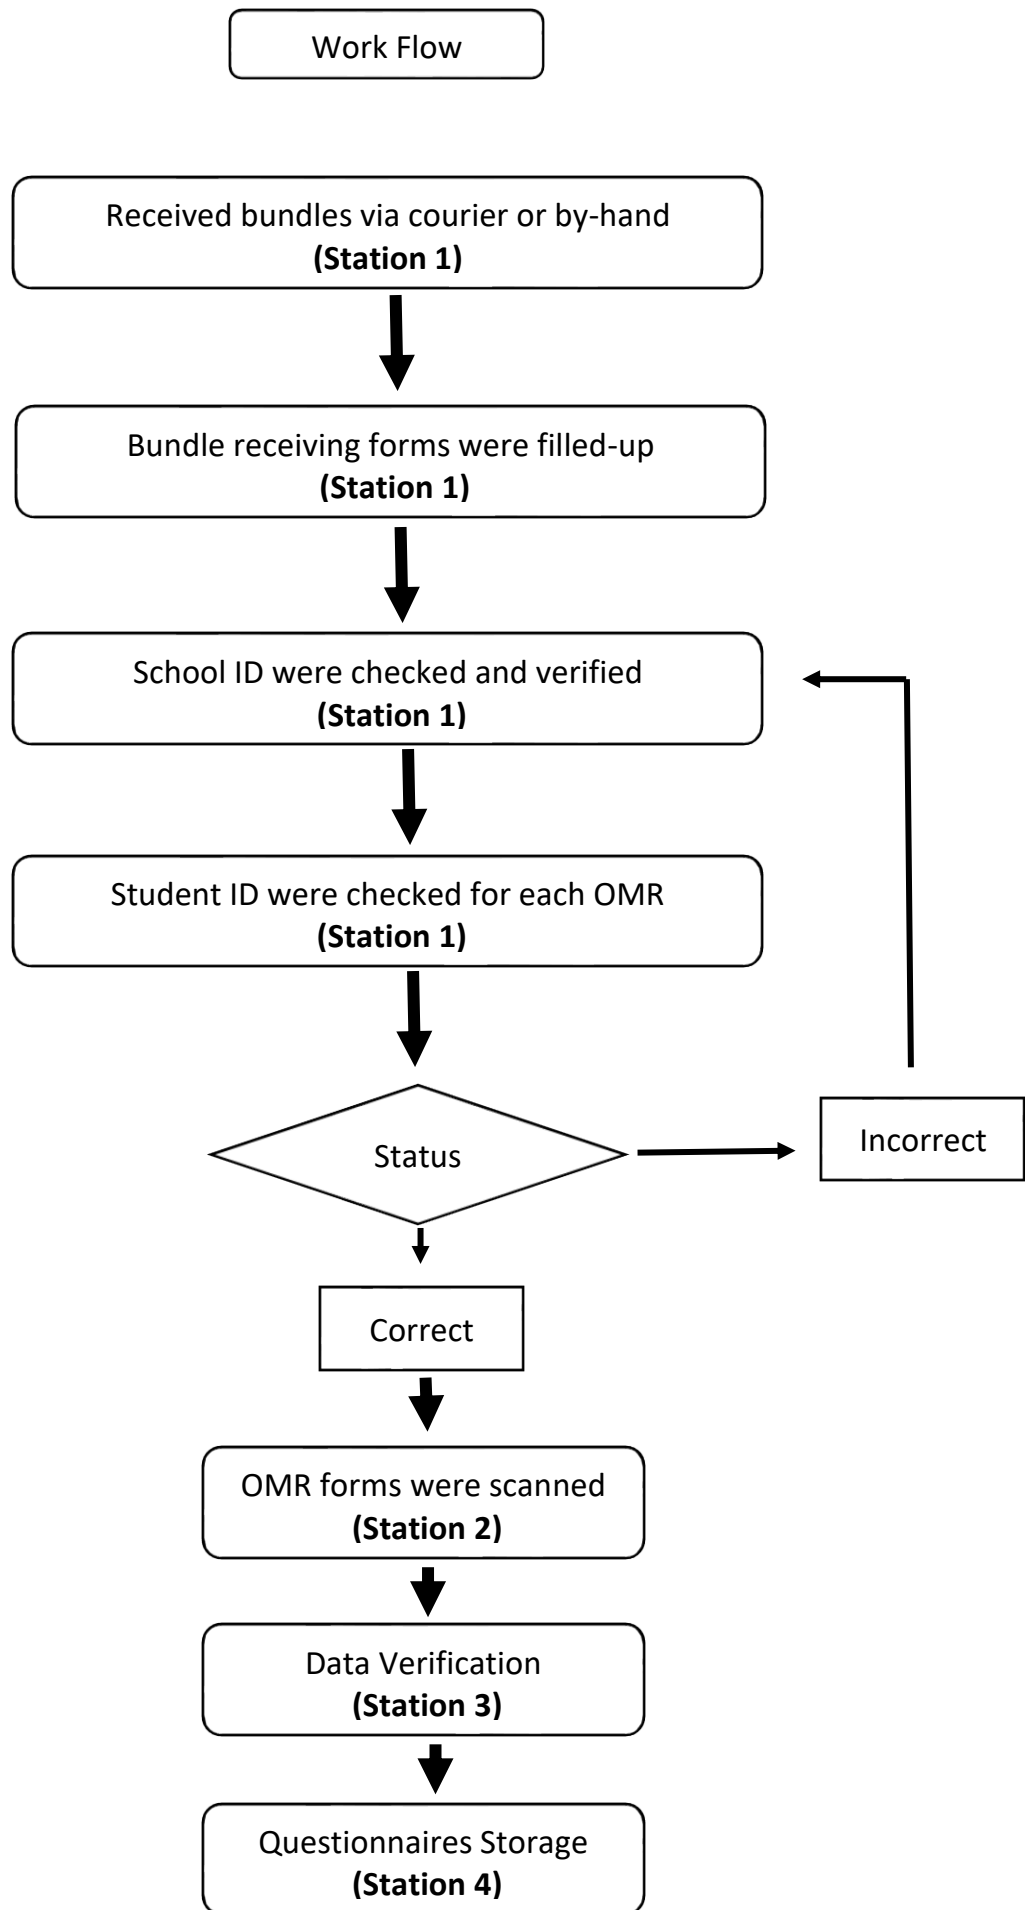 Work Flow
Received bundles via courier or by-hand
(Station 1)
Bundle receiving forms were filled-up
(Station 1)
School ID were checked and verified
(Station 1)
Student ID were checked for each OMR
(Station 1)
Status
Incorrect
Correct
OMR forms were scanned
(Station 2)
Data Verification
(Station 3)
Questionnaires Storage
(Station 4)